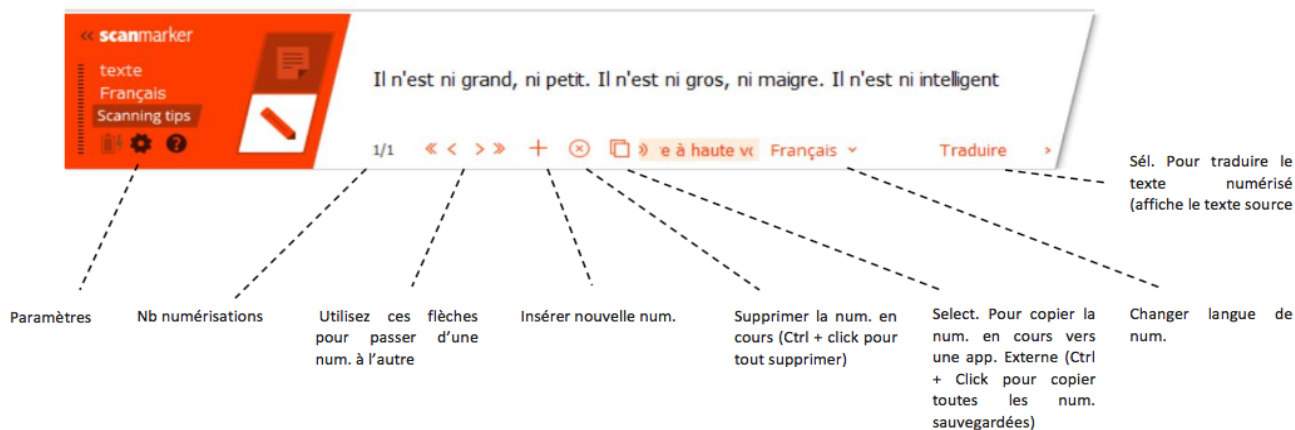 « scanmarker
texte
Français
Scanning tips
Il n'est ni grand, ni petit. Il n'est ni gros, ni maigre. Il n'est ni intelligent
1/1 « < > » + e à haute vo Français Traduire >
Sél. Pour traduire le
texte numérisé
(affiche le texte source
Paramètres
Nb numérisations
Utilisez ces flèches
pour passer d’une
num. à l’autre
Insérer nouvelle num.
Supprimer la num. en
cours (Ctrl + click pour
tout supprimer)
Select. Pour copier la
num. en cours vers
une app. Externe (Ctrl
+ Click pour copier
toutes les num.
sauvegardées)
Changer langue de
num.